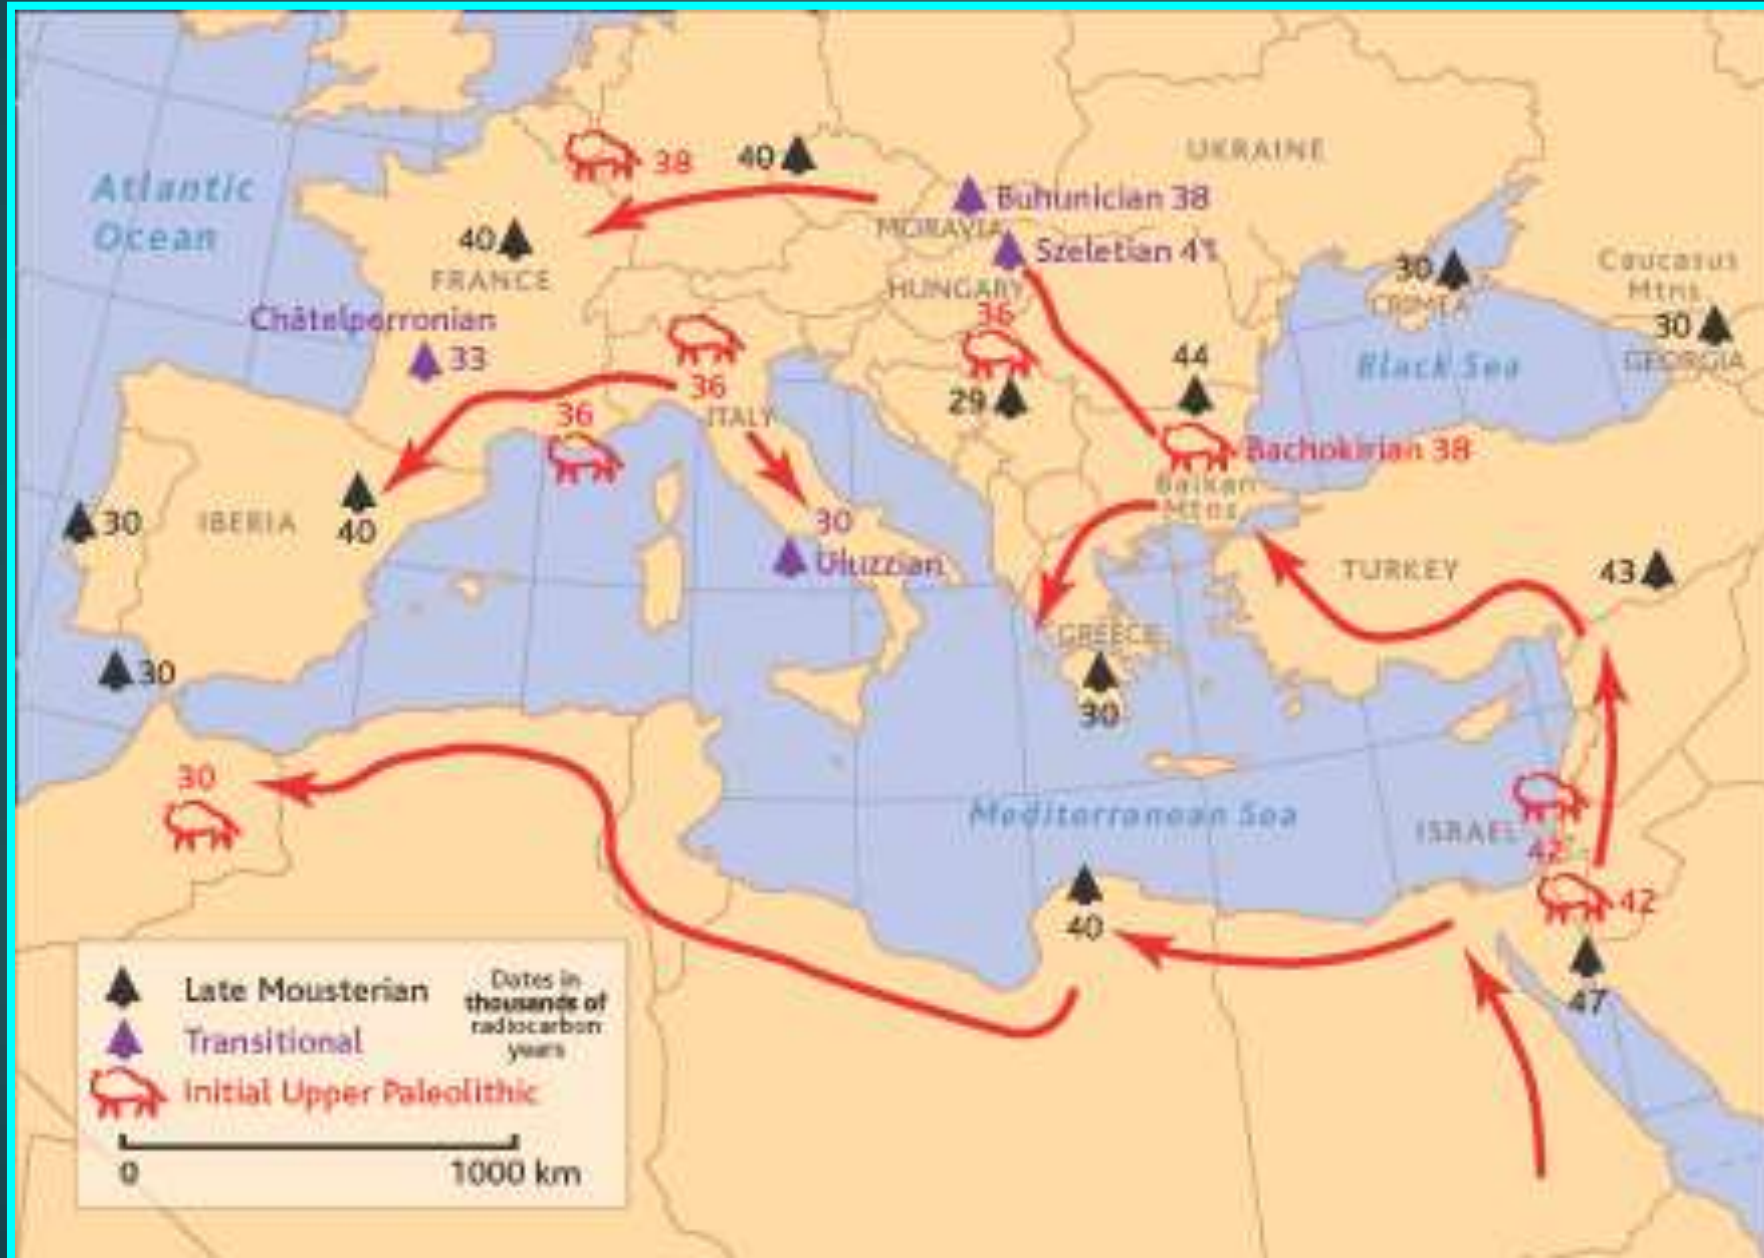 38
40
UKRAINE
Atlantic
Ocean
Buhunician 38
MORAVIA
Szeletian 41
40
FRANCE
HUNGARY
30
CRIMEA
Caucasus
Mtns
30
GEORGIA
Châtelperronian
33
36
36
36
ITALY
29
44
Black Sea
Bachokirian 38
Balkan
Mtns
30
IBERIA
40
30
Uluzzian
TURKEY
43
GREECE
30
30
30
Mediterranean Sea
ISRAEL
42
42
40
47
Late Mousterian
Transitional
Initial Upper Paleolithic
Dates in
thousands of
radiocarbon
years
0
1000 km